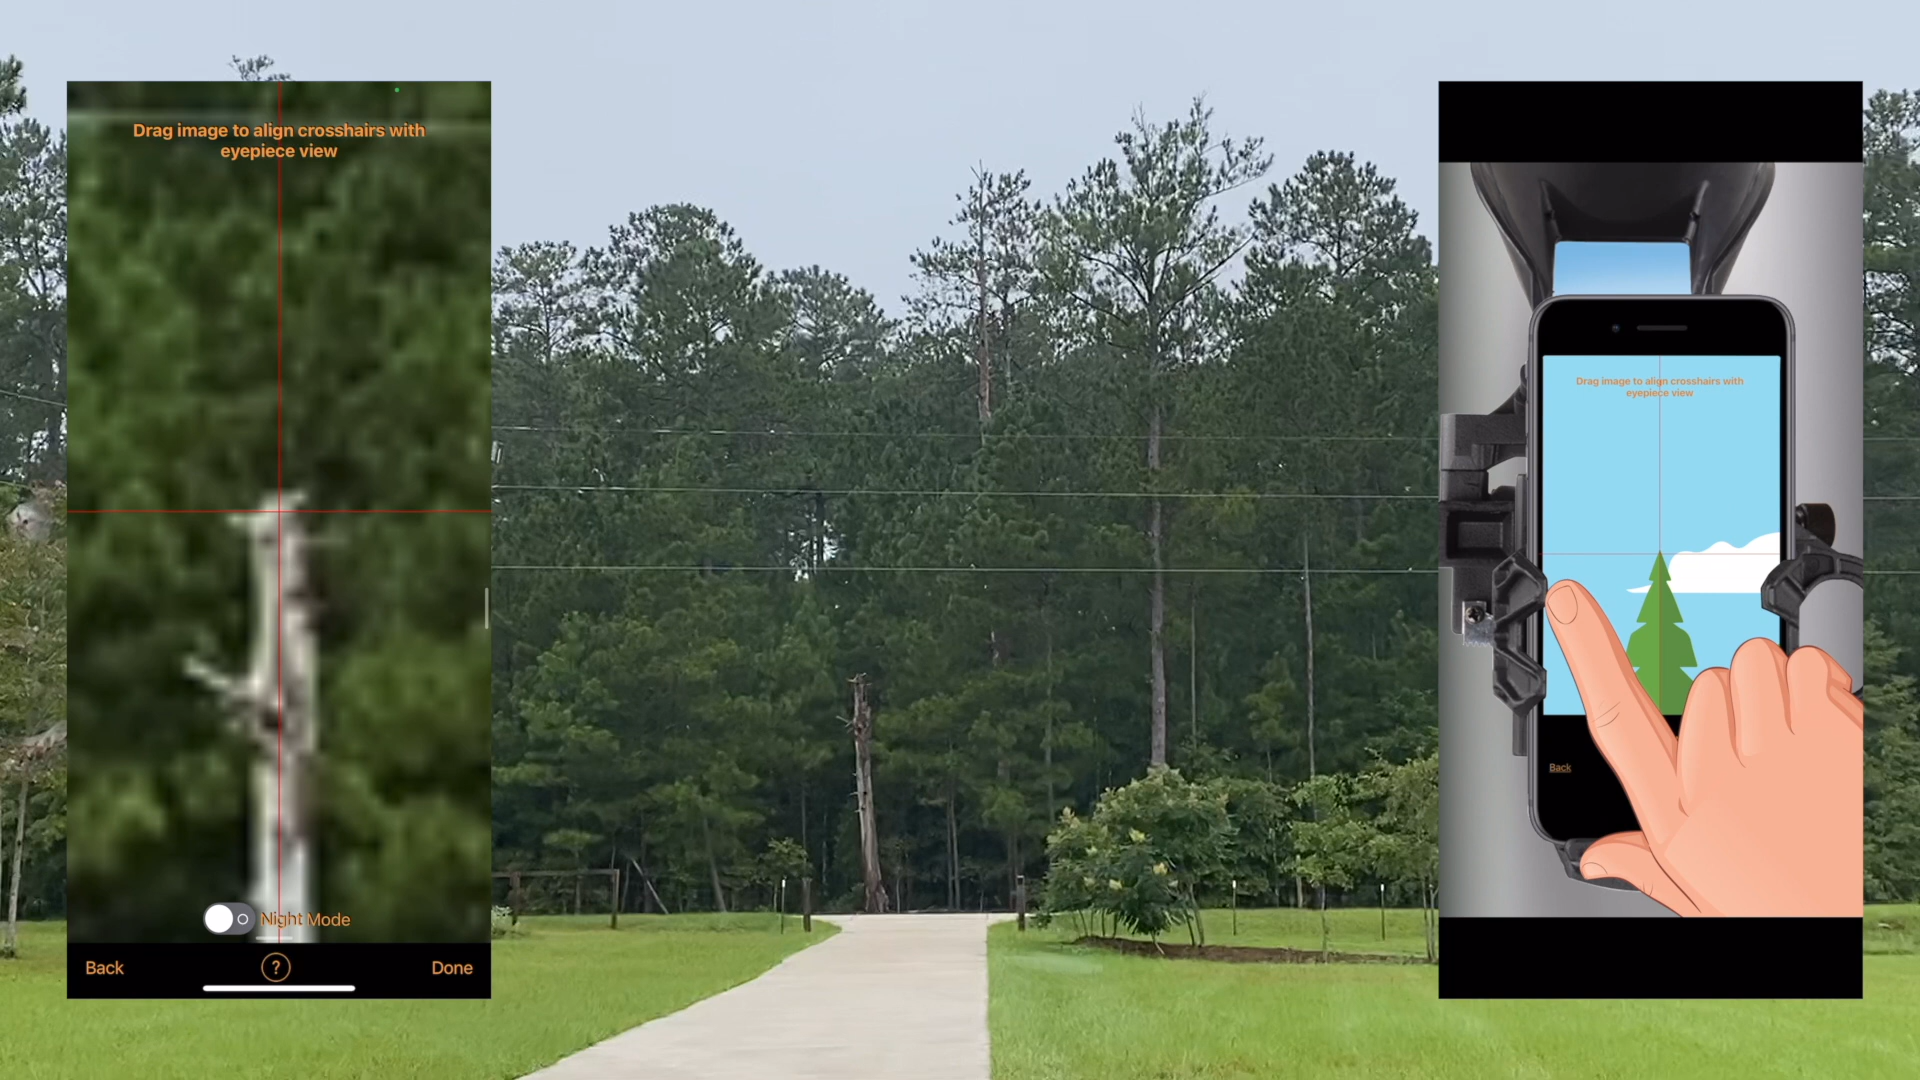 Drag image to align crosshairs with
eyepiece view
Night Mode
Back
?
Done
Drag image to align crosshairs with
eyepiece view
Back